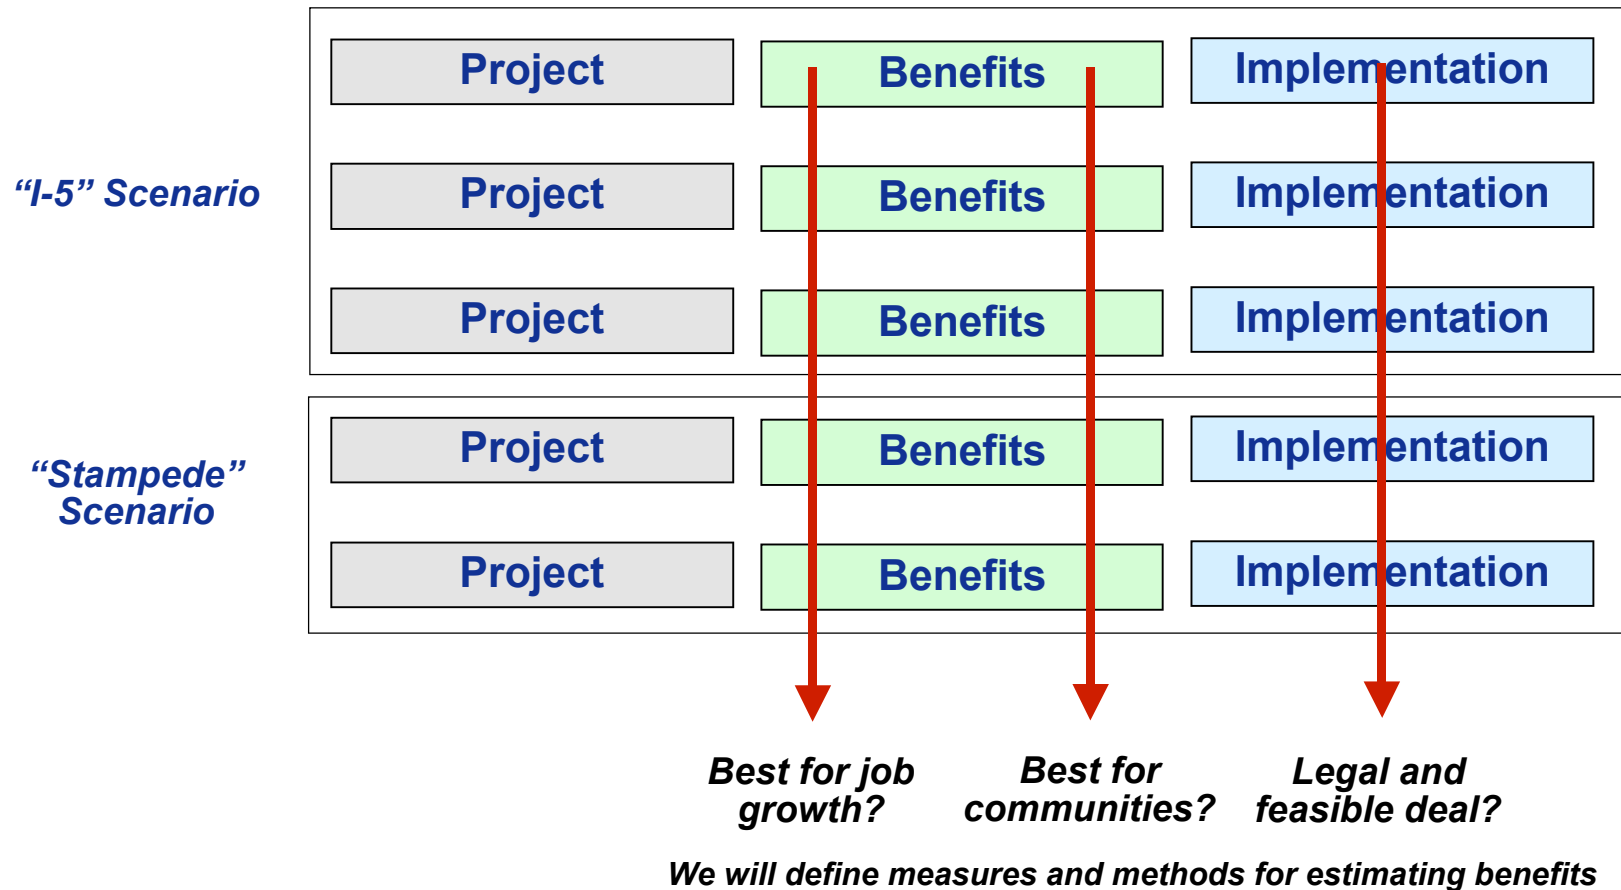 Project Benefits Implementation
“I-5” Scenario
Project Benefits Implementation
Project Benefits Implementation
Project Benefits Implementation
“Stampede”
Scenario
Project Benefits Implementation
Best for job
growth?
Best for
communities?
Legal and
feasible deal?
We will define measures and methods for estimating benefits